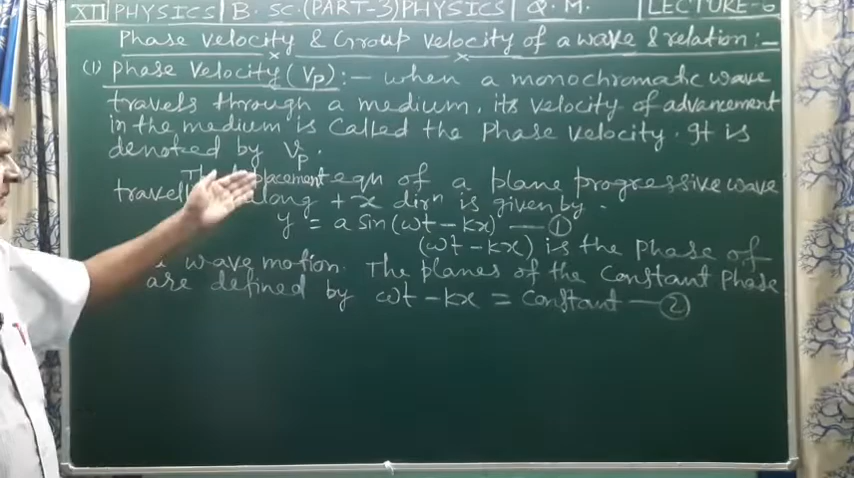 XII PHYSICS | B. SC. (PART-3) PHYSICS | Q. M. | LECTURE-6
Phase velocity & Group velocity of a wave & relation:-
(1) Phase Velocity (Vp):- when a monochromatic wave
travels through a medium, its velocity of advancement
in the medium is called the Phase velocity. It is
denoted by Vp.
The displacement eqn of a plane progressive wave
along +x dirn is given by.
y = a sin(ωt-kx) — ①
(ωt-kx) is the phase of
wave motion. The planes of the constant phase
are defined by ωt-kx = constant — ②